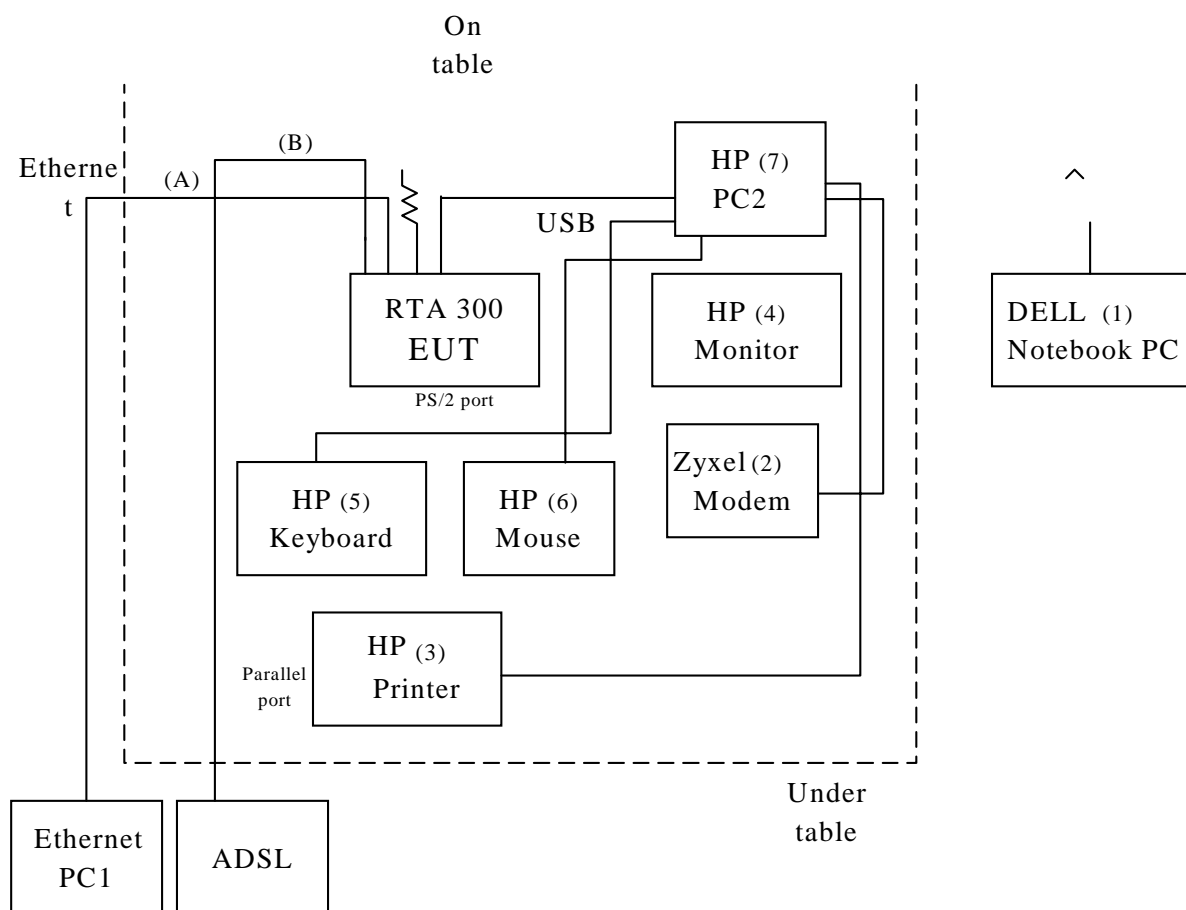 On
table
(B)
Etherne
t
(A)
HP (7)
PC2
USB
RTA 300
EUT
HP (4)
Monitor
DELL (1)
Notebook PC
PS/2 port
Zyxel (2)
Modem
HP (5)
Keyboard
HP (6)
Mouse
HP (3)
Printer
Parallel
port
Under
table
Ethernet
PC1
ADSL